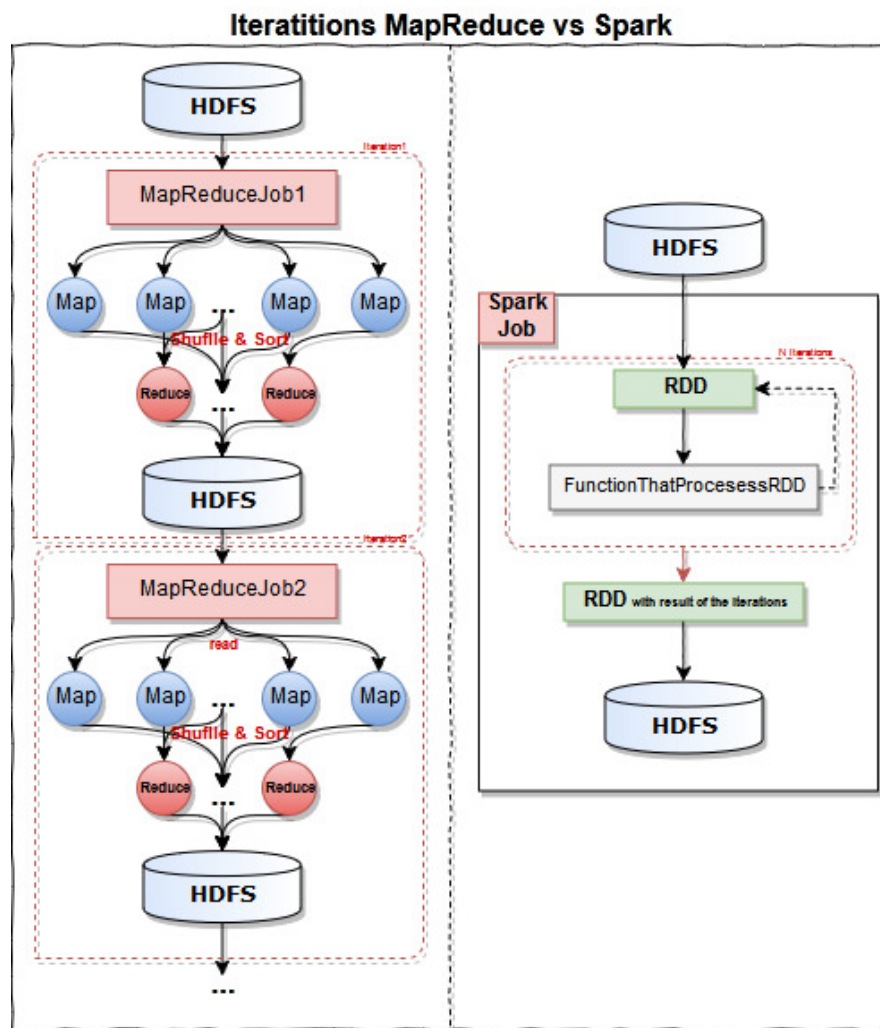 Iteratitions MapReduce vs Spark
HDFS
Iteration1
MapReduceJob1
Map
Map
...
Map
Map
Shuflle & Sort
Reduce
...
Reduce
HDFS
Iteration2
MapReduceJob2
read
Map
Map
...
Map
Map
Shuflle & Sort
Reduce
...
Reduce
HDFS
...
HDFS
Spark
Job
N Iterations
RDD
FunctionThatProcesessRDD
RDD with result of the Iterations
HDFS